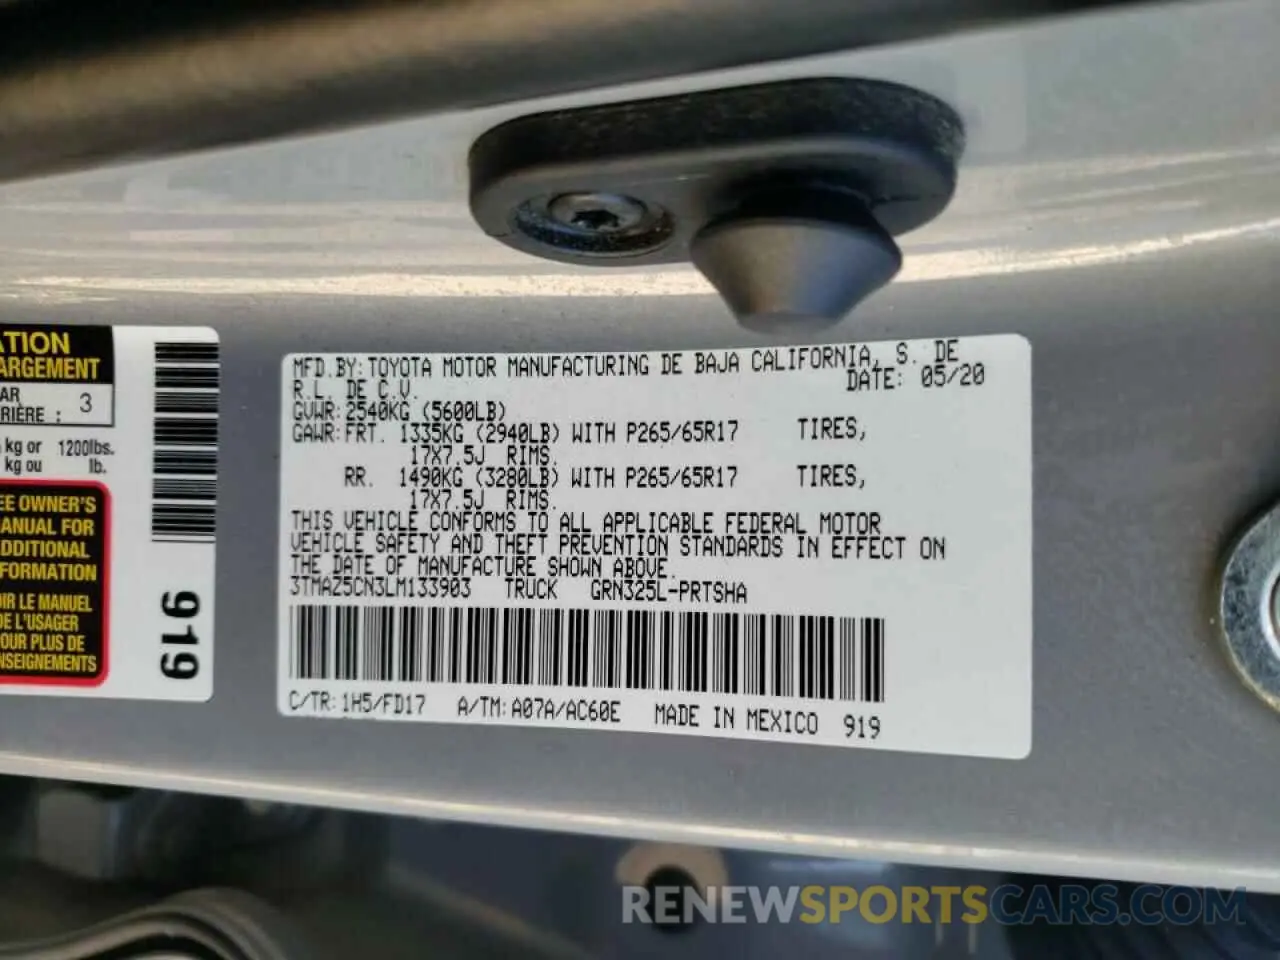 ATION
ARGEMENT
AR
RIÈRE : 3
kg or 1200lbs.
kg ou lb.
EE OWNER'S
ANUAL FOR
DDITIONAL
FORMATION
IR LE MANUEL
E L'USAGER
OUR PLUS DE
NSEIGNEMENTS
919
MFD.BY:TOYOTA MOTOR MANUFACTURING DE BAJA CALIFORNIA, S. DE
R.L. DE C.V. DATE: 05/20
GVWR:2540KG (5600LB)
GAWR:FRT. 1335KG (2940LB) WITH P265/65R17 TIRES,
17X7.5J RIMS.
RR. 1490KG (3280LB) WITH P265/65R17 TIRES,
17X7.5J RIMS.
THIS VEHICLE CONFORMS TO ALL APPLICABLE FEDERAL MOTOR
VEHICLE SAFETY AND THEFT PREVENTION STANDARDS IN EFFECT ON
THE DATE OF MANUFACTURE SHOWN ABOVE.
3TMAZ5CN3LM133903 TRUCK GRN325L-PRTSHA
C/TR:1H5/FD17 A/TM:A07A/AC60E MADE IN MEXICO 919
RENEWSPORTSCARS.COM